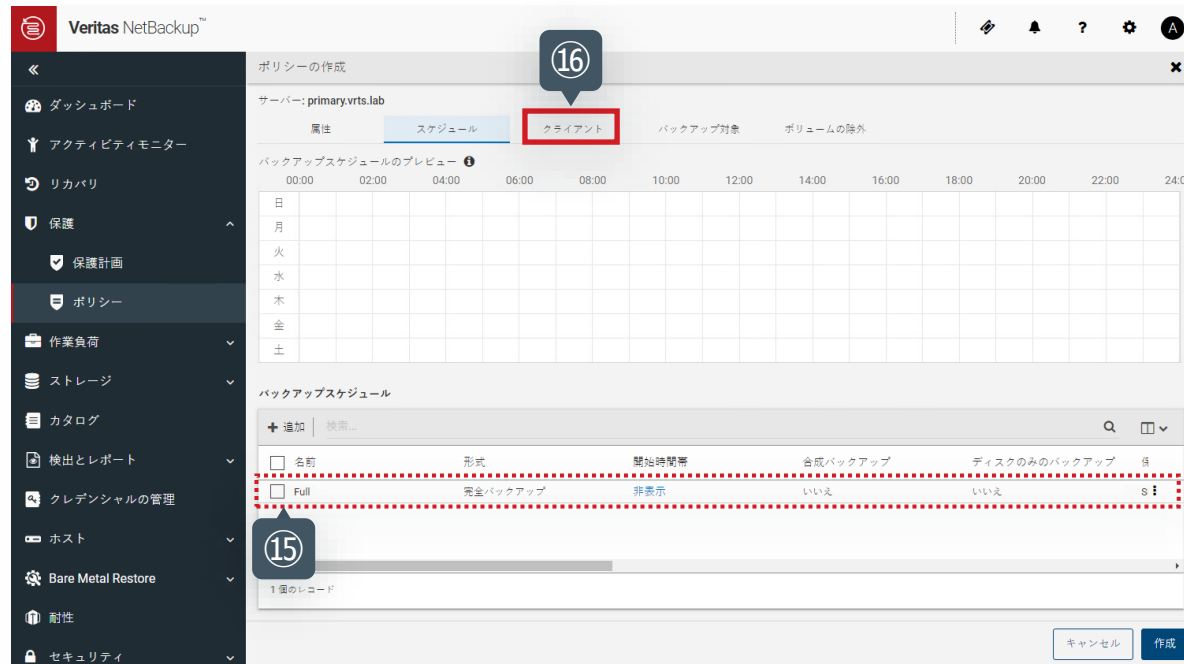 Veritas NetBackup™
?
A
«
ポリシーの作成
⑯
サーバー: primary.vrts.lab
属性 スケジュール クライアント バックアップ対象 ボリュームの除外
バックアップスケジュールのプレビュー
00:00 02:00 04:00 06:00 08:00 10:00 12:00 14:00 16:00 18:00 20:00 22:00 24:0
日
月
火
水
木
金
土
ダッシュボード
アクティビティモニター
リカバリ
保護
保護計画
ポリシー
作業負荷
ストレージ
カタログ
検出とレポート
クレデンシャルの管理
ホスト
Bare Metal Restore
耐性
セキュリティ
バックアップスケジュール
追加 検索...
名前 形式 開始時間帯 合成バックアップ ディスクのみのバックアップ 保
Full 完全バックアップ 非表示 いいえ いいえ S
⑮
1 個のレコード
キャンセル 作成